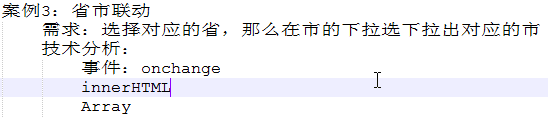 案例3：省市联动
需求：选择对应的省，那么在市的下拉选下拉出对应的市
技术分析：
事件：onchange
innerHTML
Array